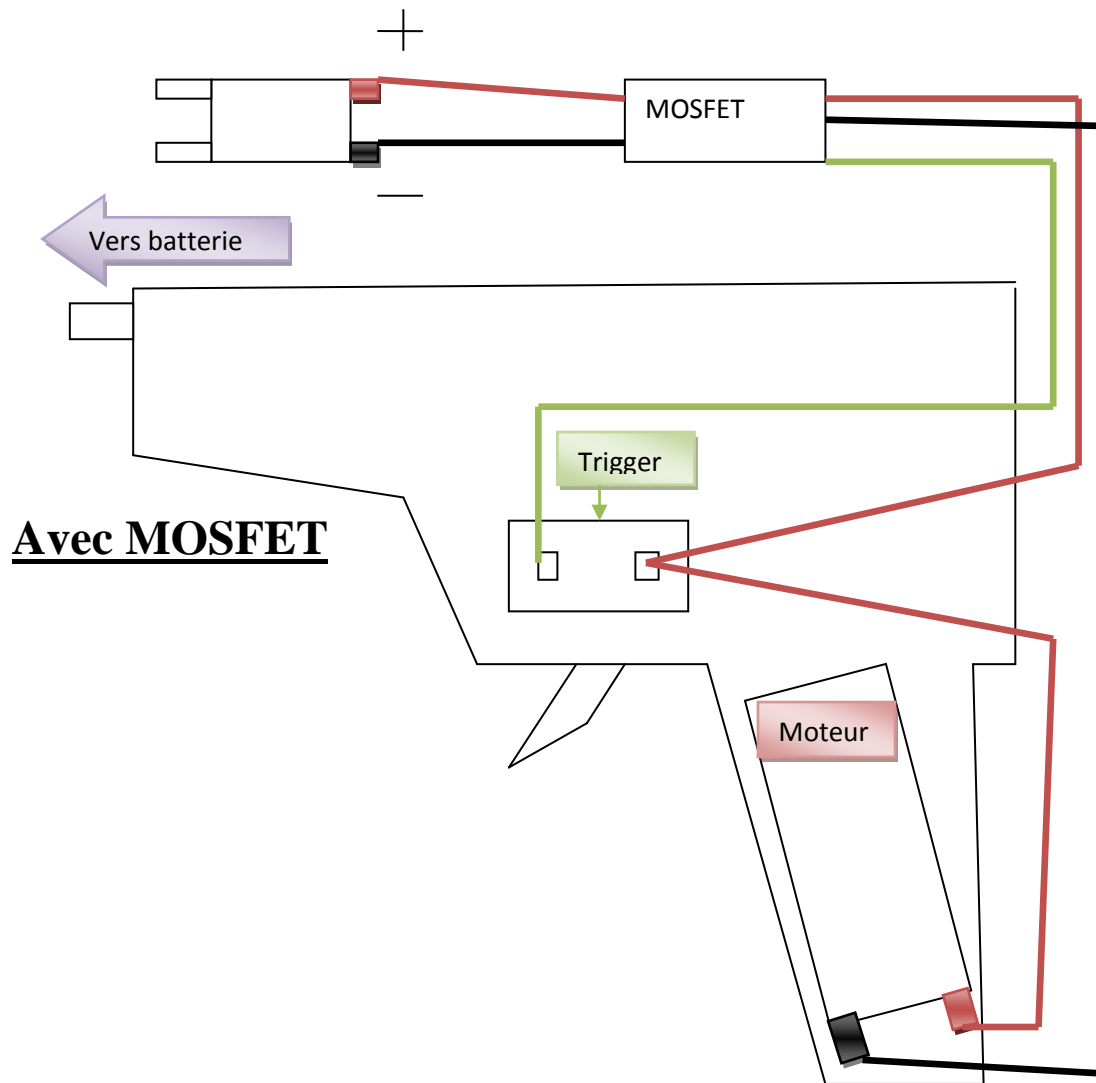 +
MOSFET
—
Vers batterie
Trigger
Avec MOSFET
Moteur